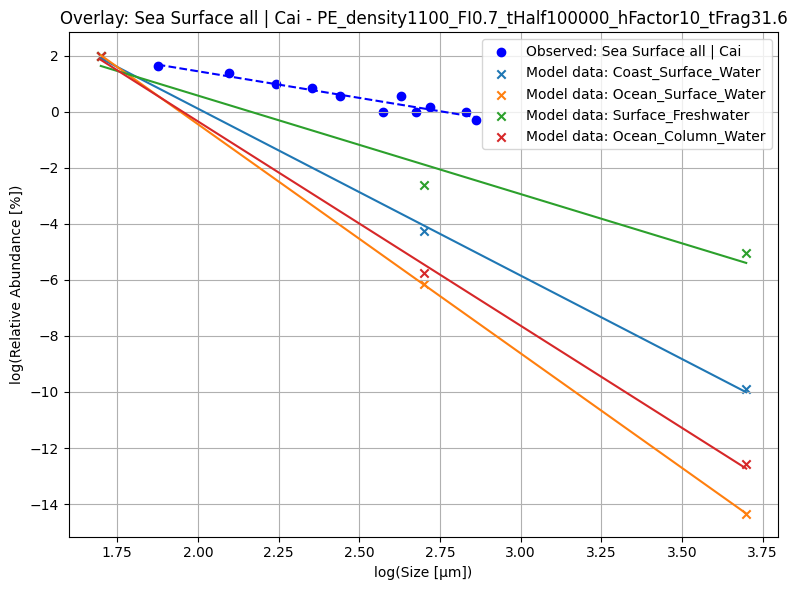 Overlay: Sea Surface all | Cai - PE_density1100_FI0.7_tHalf100000_hFactor10_tFrag31.6
Observed: Sea Surface all | Cai
Model data: Coast_Surface_Water
Model data: Ocean_Surface_Water
Model data: Surface_Freshwater
Model data: Ocean_Column_Water
log(Relative Abundance [%])
2
0
−2
−4
−6
−8
−10
−12
−14
1.75 2.00 2.25 2.50 2.75 3.00 3.25 3.50 3.75
log(Size [µm])